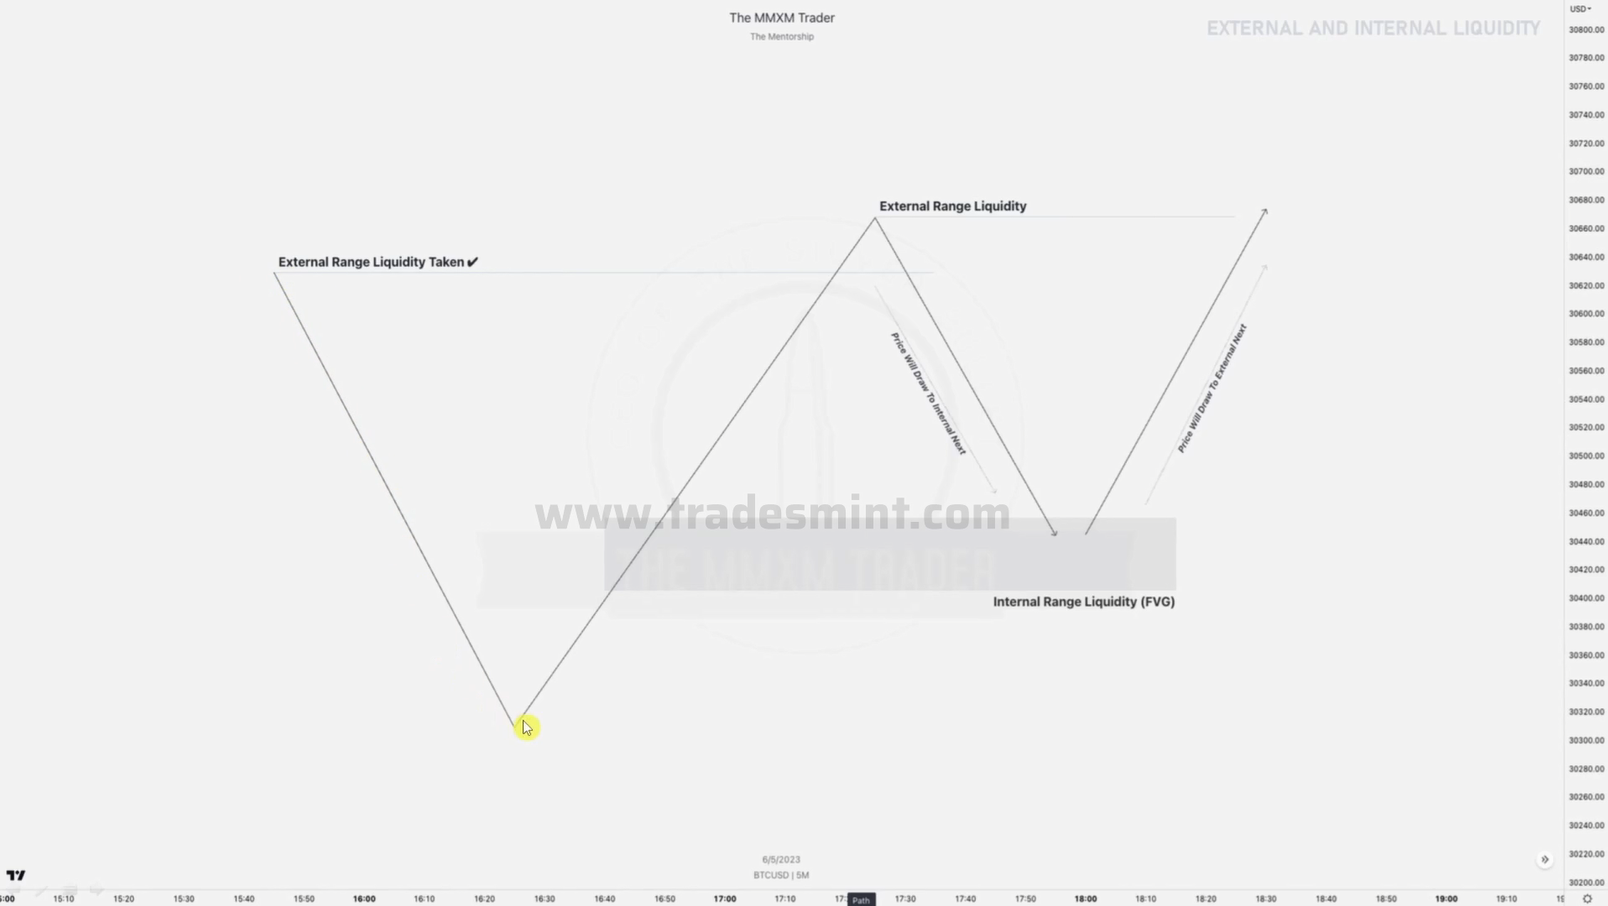 The MMXM Trader
The Mentorship
EXTERNAL AND INTERNAL LIQUIDITY
USD
30800.00
30780.00
30760.00
30740.00
30720.00
30700.00
30680.00
30660.00
30640.00
30620.00
30600.00
30580.00
30560.00
30540.00
30520.00
30500.00
30480.00
30460.00
30440.00
30420.00
30400.00
30380.00
30360.00
30340.00
30320.00
30300.00
30280.00
30260.00
30240.00
30220.00
30200.00
External Range Liquidity
External Range Liquidity Taken ✔
Price Will Draw To Internal Next
Price Will Draw To External Next
www.tradesmint.com
THE MMXM TRADER
Internal Range Liquidity (FVG)
6/5/2023
BTCUSD | 5M
15:10 15:20 15:30 15:40 15:50 16:00 16:10 16:20 16:30 16:40 16:50 17:00 17:10 Path 17:30 17:40 17:50 18:00 18:10 18:20 18:30 18:40 18:50 19:00 19:10